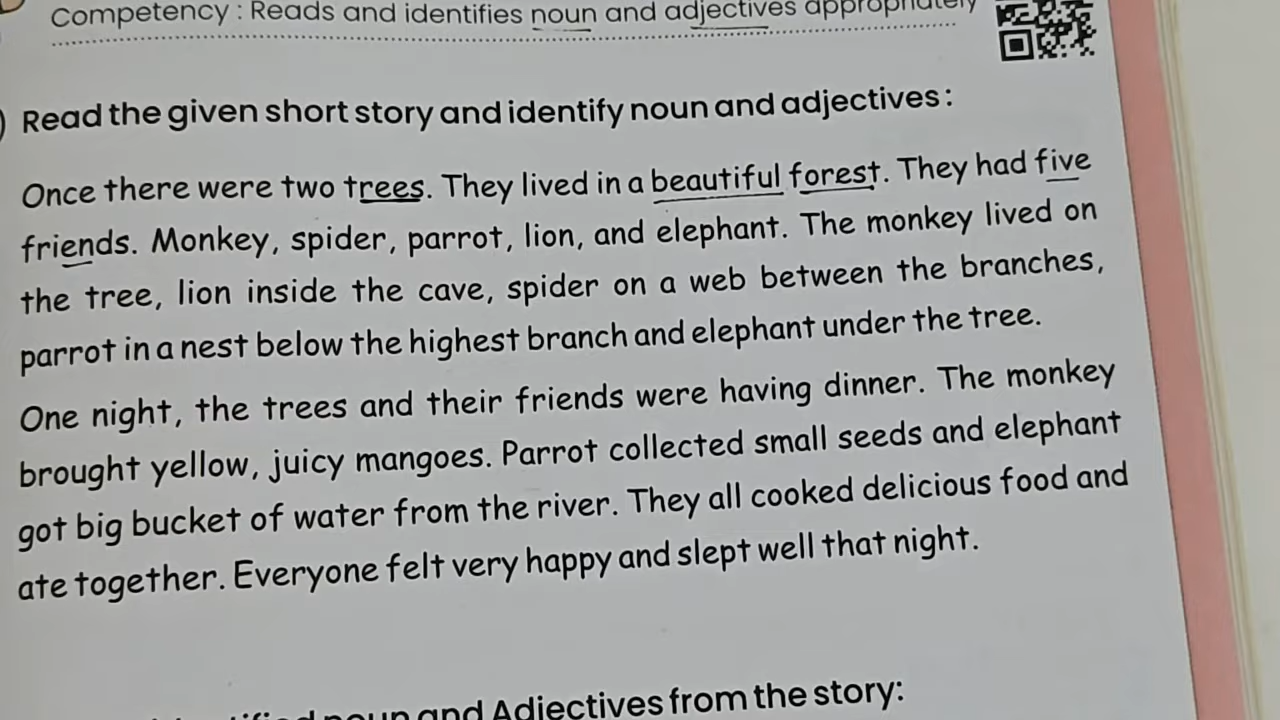 Competency : Reads and identifies noun and adjectives appropriately
Read the given short story and identify noun and adjectives :
Once there were two trees. They lived in a beautiful forest. They had five
friends. Monkey, spider, parrot, lion, and elephant. The monkey lived on
the tree, lion inside the cave, spider on a web between the branches,
parrot in a nest below the highest branch and elephant under the tree.
One night, the trees and their friends were having dinner. The monkey
brought yellow, juicy mangoes. Parrot collected small seeds and elephant
got big bucket of water from the river. They all cooked delicious food and
ate together. Everyone felt very happy and slept well that night.
noun and Adjectives from the story: